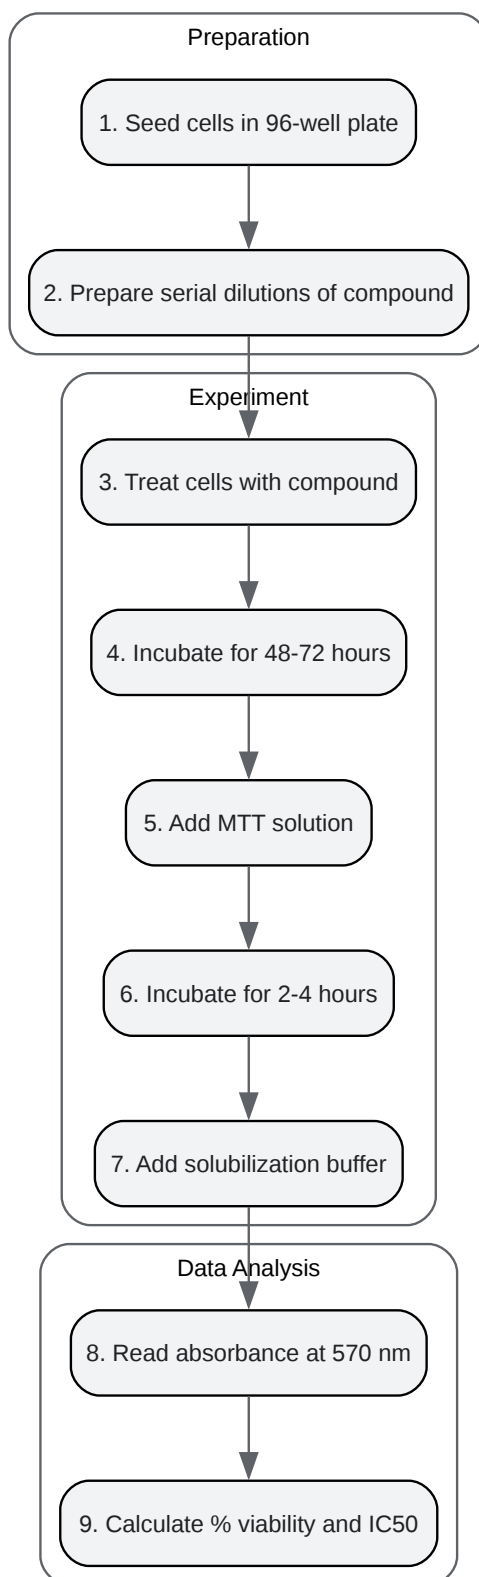 Preparation
1. Seed cells in 96-well plate
2. Prepare serial dilutions of compound
Experiment
3. Treat cells with compound
4. Incubate for 48-72 hours
5. Add MTT solution
6. Incubate for 2-4 hours
7. Add solubilization buffer
Data Analysis
8. Read absorbance at 570 nm
9. Calculate % viability and IC50